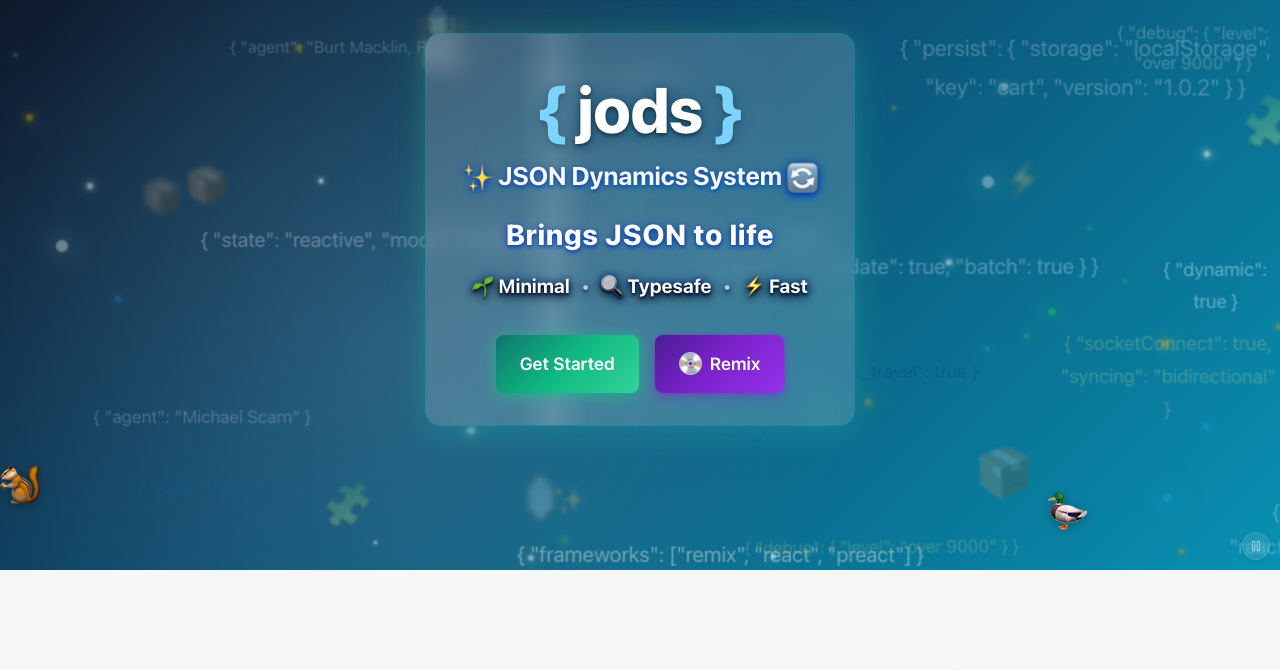 { "agent": "Burt Macklin, F
{ "debug": { "level":
"over 9000" } }
{ "persist": { "storage": "localStorage",
"key": "cart", "version": "1.0.2" } }
{ jods }
JSON Dynamics System
Brings JSON to life
Minimal • Typesafe • Fast
Get Started
Remix
{ "state": "reactive", "mod
date": true, "batch": true } }
{ "dynamic":
true }
{ "socketConnect": true,
"syncing": "bidirectional"
}
_travel": true }
{ "agent": "Michael Scarn" }
{ "frameworks": ["remix", "react", "preact"] }
{ "debug": { "level": "over 9000" } }
{
"react